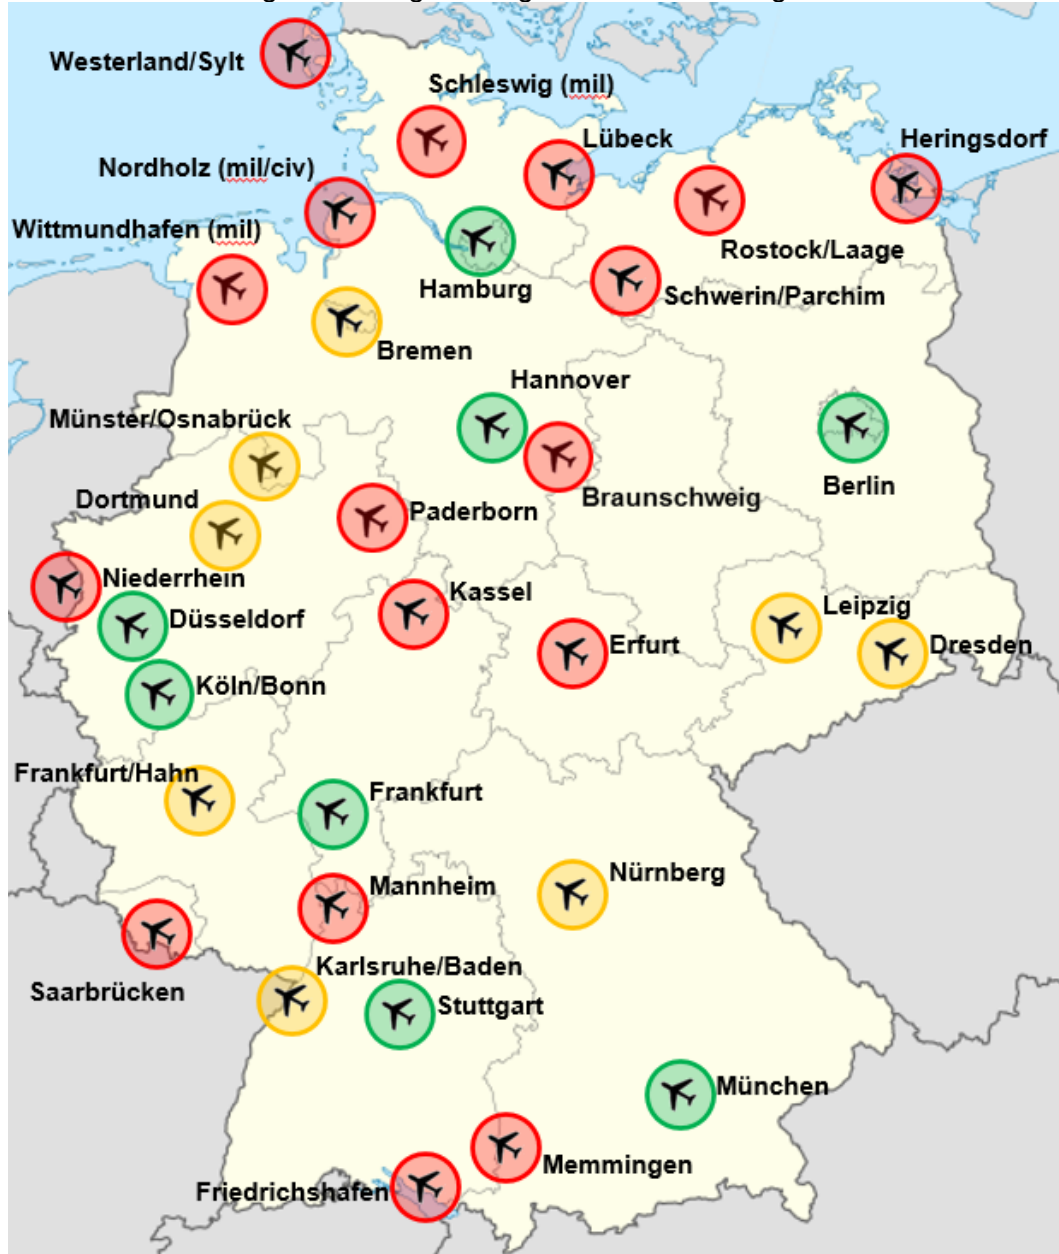 Westerland/Sylt
Schleswig (mil)
Lübeck
Heringsdorf
Nordholz (mil/civ)
Wittmundhafen (mil)
Rostock/Laage
Hamburg
Schwerin/Parchim
Bremen
Hannover
Münster/Osnabrück
Berlin
Dortmund
Braunschweig
Paderborn
Niederrhein
Kassel
Leipzig
Düsseldorf
Erfurt
Dresden
Köln/Bonn
Frankfurt/Hahn
Frankfurt
Nürnberg
Mannheim
Karlsruhe/Baden
Saarbrücken
Stuttgart
München
Memmingen
Friedrichshafen